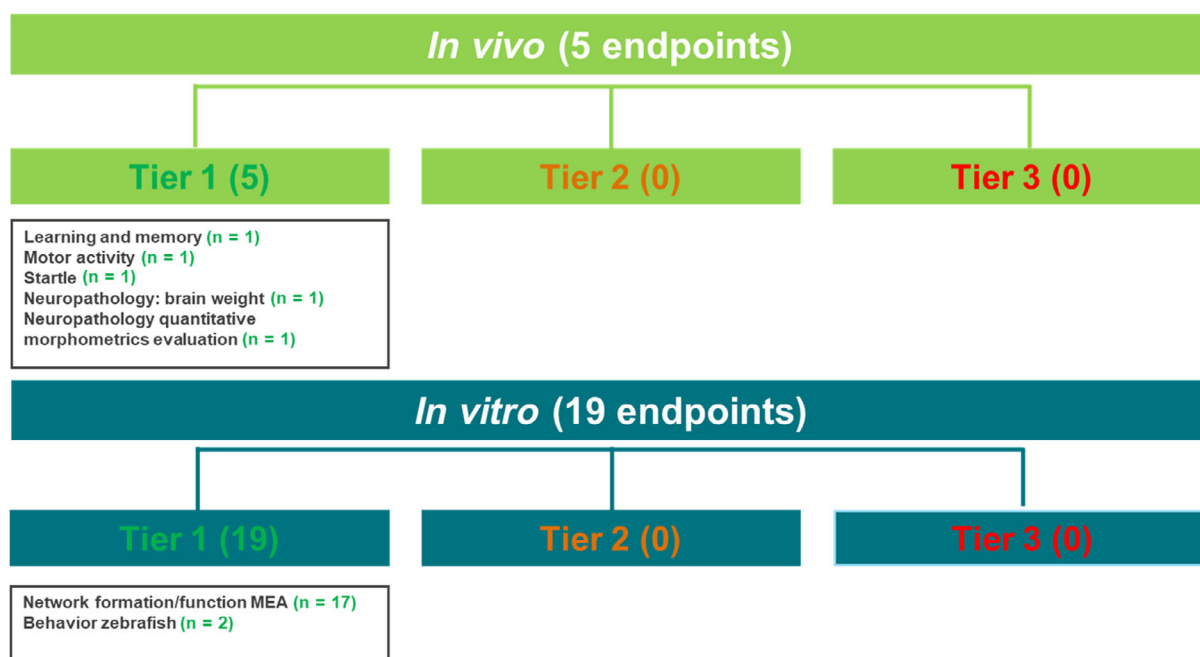 In vivo (5 endpoints)
Tier 1 (5)
Tier 2 (0)
Tier 3 (0)
Learning and memory (n = 1)
Motor activity (n = 1)
Startle (n = 1)
Neuropathology: brain weight (n = 1)
Neuropathology quantitative
morphometrics evaluation (n = 1)
In vitro (19 endpoints)
Tier 1 (19)
Tier 2 (0)
Tier 3 (0)
Network formation/function MEA (n = 17)
Behavior zebrafish (n = 2)